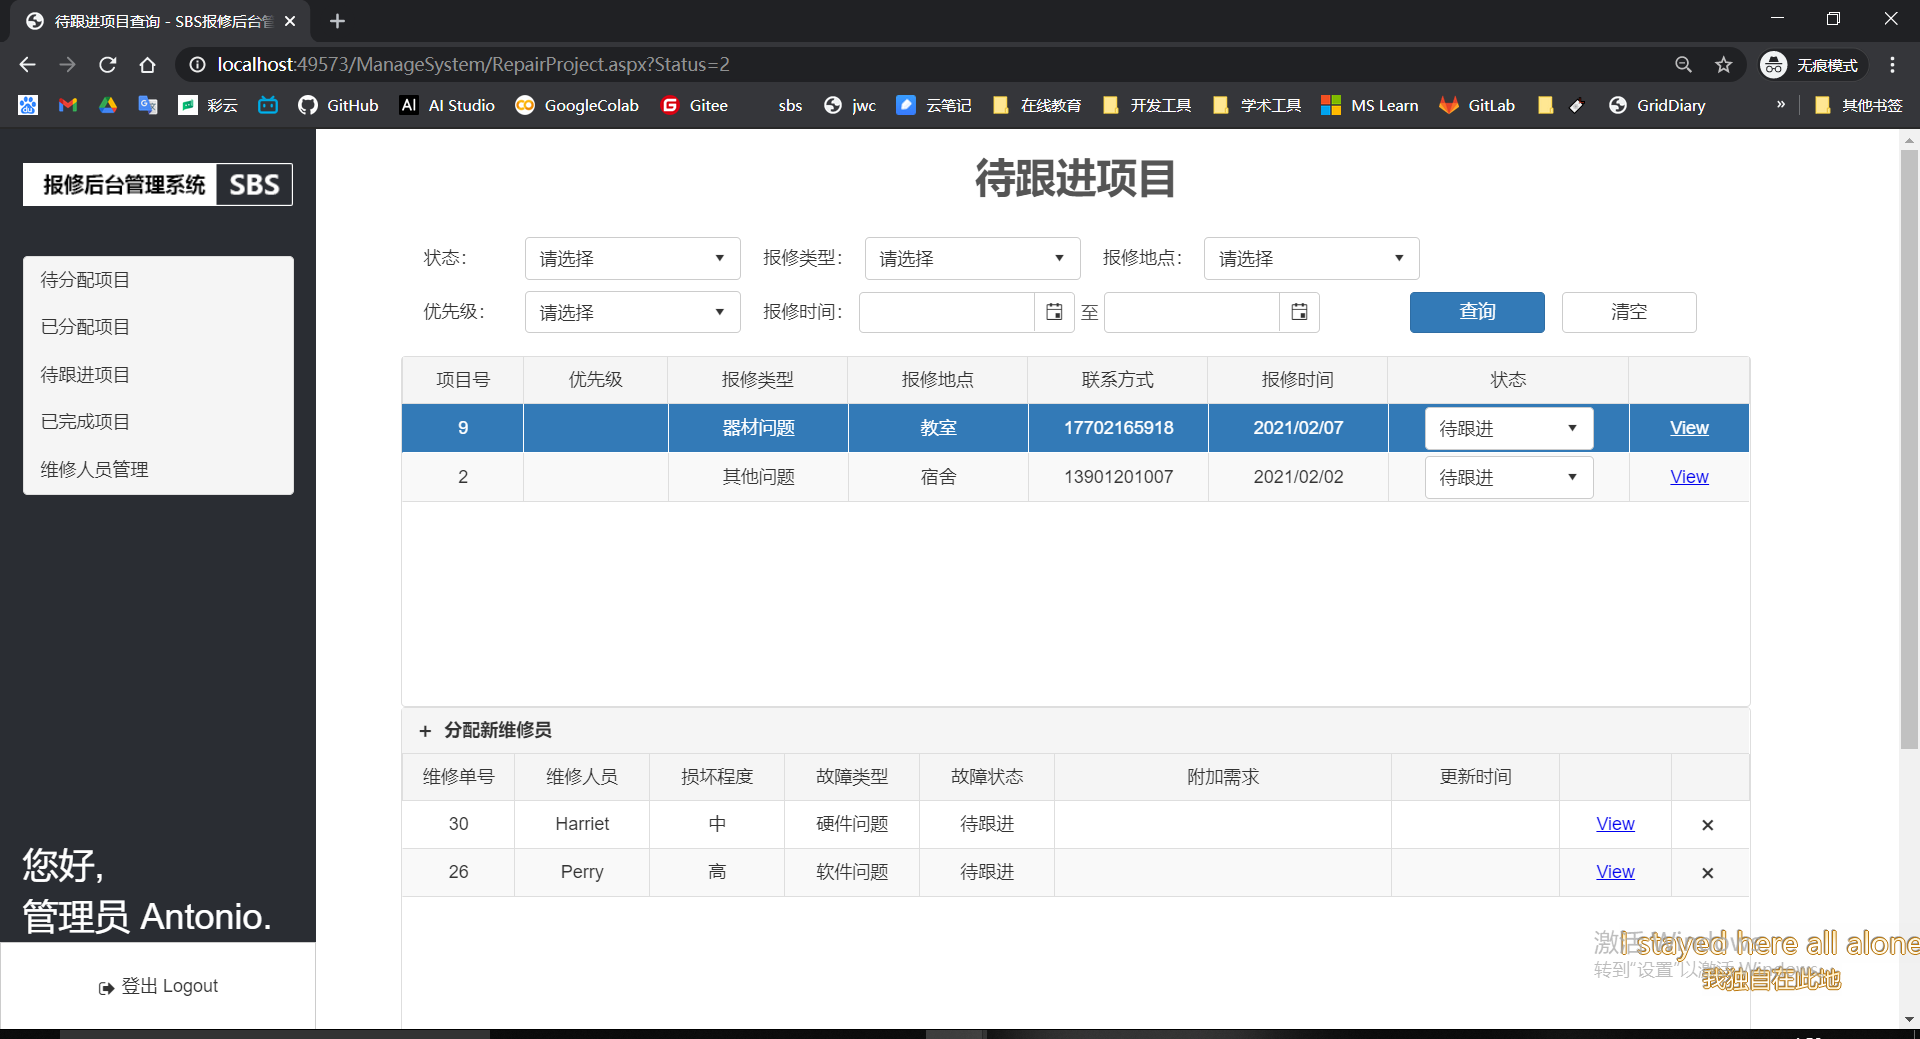 待跟进项目查询 - SBS报修后台管
localhost:49573/ManageSystem/RepairProject.aspx?Status=2
无痕模式
彩云 GitHub AI AI Studio GoogleColab Gitee sbs jwc 云笔记 在线教育 开发工具 学术工具 MS Learn GitLab GridDiary » 其他书签
报修后台管理系统 SBS
待分配项目
已分配项目
待跟进项目
已完成项目
维修人员管理
您好,
管理员 Antonio.
登出 Logout
待跟进项目
状态: 请选择 报修类型: 请选择 报修地点: 请选择
优先级: 请选择 报修时间: 至 查询 清空
项目号 优先级 报修类型 报修地点 联系方式 报修时间 状态
9 器材问题 教室 17702165918 2021/02/07 待跟进 View
2 其他问题 宿舍 13901201007 2021/02/02 待跟进 View
+ 分配新维修员
维修单号 维修人员 损坏程度 故障类型 故障状态 附加需求 更新时间
30 Harriet 中 硬件问题 待跟进 View ×
26 Perry 高 软件问题 待跟进 View ×
激活 Windows
转到“设置”以激活 Windows。
I stayed here all alone
我独自在此地